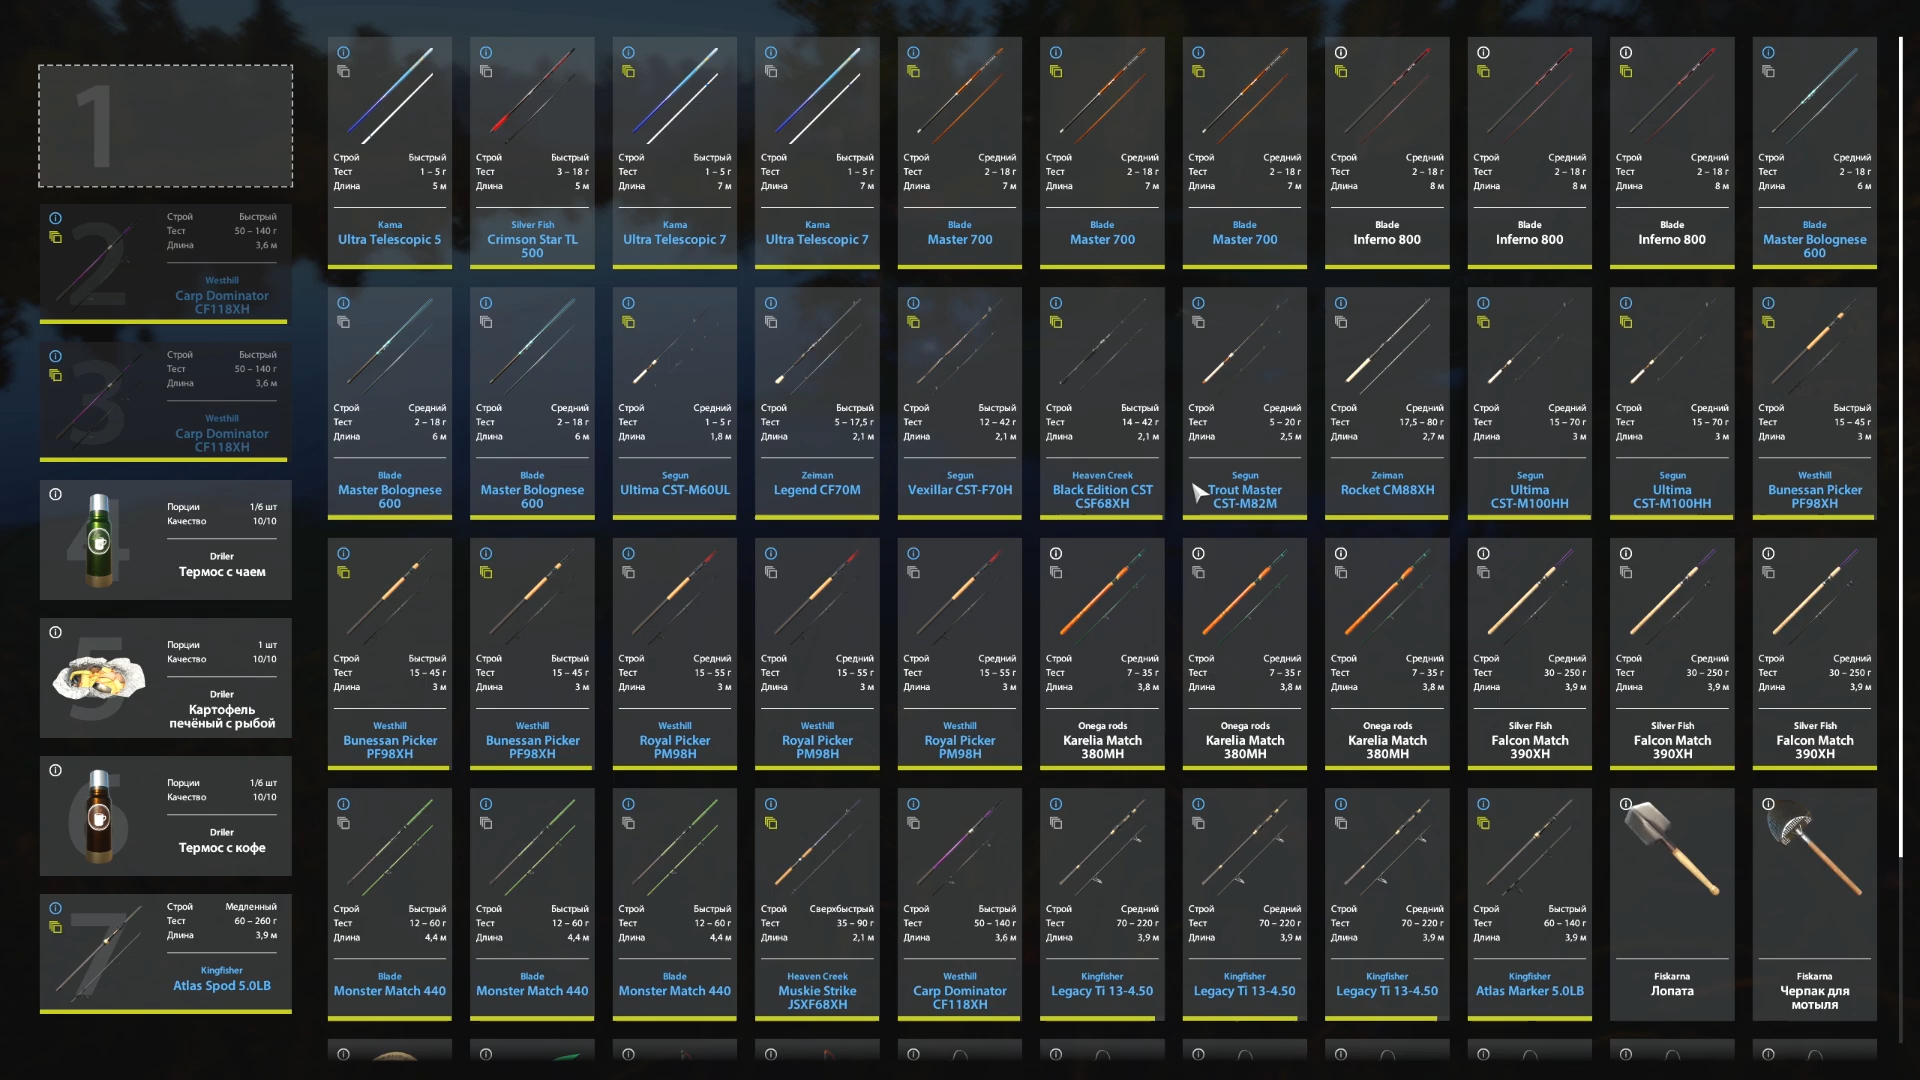 1
2
Строй Быстрый
Тест 50 – 140 г
Длина 3,6 м
Westhill
Carp Dominator
CF118XH
3
Строй Быстрый
Тест 50 – 140 г
Длина 3,6 м
Westhill
Carp Dominator
CF118XH
4
Порции 1/6 шт
Качество 10/10
Driler
Термос с чаем
5
Порции 1 шт
Качество 10/10
Driler
Картофель
печёный с рыбой
6
Порции 1/6 шт
Качество 10/10
Driler
Термос с кофе
7
Строй Медленный
Тест 60 – 260 г
Длина 3,9 м
Kingfisher
Atlas Spod 5.0LB
Строй Быстрый
Тест 1 – 5 г
Длина 5 м
Kama
Ultra Telescopic 5
Строй Быстрый
Тест 3 – 18 г
Длина 5 м
Silver Fish
Crimson Star TL
500
Строй Быстрый
Тест 1 – 5 г
Длина 7 м
Kama
Ultra Telescopic 7
Строй Быстрый
Тест 1 – 5 г
Длина 7 м
Kama
Ultra Telescopic 7
Строй Средний
Тест 2 – 18 г
Длина 7 м
Blade
Master 700
Строй Средний
Тест 2 – 18 г
Длина 7 м
Blade
Master 700
Строй Средний
Тест 2 – 18 г
Длина 7 м
Blade
Master 700
Строй Средний
Тест 2 – 18 г
Длина 8 м
Blade
Inferno 800
Строй Средний
Тест 2 – 18 г
Длина 8 м
Blade
Inferno 800
Строй Средний
Тест 2 – 18 г
Длина 8 м
Blade
Inferno 800
Строй Средний
Тест 2 – 18 г
Длина 6 м
Blade
Master Bolognese
600
Строй Средний
Тест 2 – 18 г
Длина 6 м
Blade
Master Bolognese
600
Строй Средний
Тест 2 – 18 г
Длина 6 м
Blade
Master Bolognese
600
Строй Средний
Тест 1 – 5 г
Длина 1,8 м
Segun
Ultima CST-M60UL
Строй Быстрый
Тест 5 – 17,5 г
Длина 2,1 м
Zeiman
Legend CF70M
Строй Быстрый
Тест 12 – 42 г
Длина 2,1 м
Segun
Vexillar CST-F70H
Строй Быстрый
Тест 14 – 42 г
Длина 2,1 м
Heaven Creek
Black Edition CST
CSF68XH
Строй Средний
Тест 5 – 20 г
Длина 2,5 м
Segun
Trout Master
CST-M82M
Строй Средний
Тест 17,5 – 80 г
Длина 2,7 м
Zeiman
Rocket CM88XH
Строй Средний
Тест 15 – 70 г
Длина 3 м
Segun
Ultima
CST-M100HH
Строй Средний
Тест 15 – 70 г
Длина 3 м
Segun
Ultima
CST-M100HH
Строй Быстрый
Тест 15 – 45 г
Длина 3 м
Westhill
Bunessan Picker
PF98XH
Строй Быстрый
Тест 15 – 45 г
Длина 3 м
Westhill
Bunessan Picker
PF98XH
Строй Быстрый
Тест 15 – 45 г
Длина 3 м
Westhill
Bunessan Picker
PF98XH
Строй Средний
Тест 15 – 55 г
Длина 3 м
Westhill
Royal Picker
PM98H
Строй Средний
Тест 15 – 55 г
Длина 3 м
Westhill
Royal Picker
PM98H
Строй Средний
Тест 15 – 55 г
Длина 3 м
Westhill
Royal Picker
PM98H
Строй Средний
Тест 7 – 35 г
Длина 3,8 м
Onega rods
Karelia Match
380MH
Строй Средний
Тест 7 – 35 г
Длина 3,8 м
Onega rods
Karelia Match
380MH
Строй Средний
Тест 7 – 35 г
Длина 3,8 м
Onega rods
Karelia Match
380MH
Строй Средний
Тест 30 – 250 г
Длина 3,9 м
Silver Fish
Falcon Match
390XH
Строй Средний
Тест 30 – 250 г
Длина 3,9 м
Silver Fish
Falcon Match
390XH
Строй Средний
Тест 30 – 250 г
Длина 3,9 м
Silver Fish
Falcon Match
390XH
Строй Быстрый
Тест 12 – 60 г
Длина 4,4 м
Blade
Monster Match 440
Строй Быстрый
Тест 12 – 60 г
Длина 4,4 м
Blade
Monster Match 440
Строй Быстрый
Тест 12 – 60 г
Длина 4,4 м
Blade
Monster Match 440
Строй Сверхбыстрый
Тест 35 – 90 г
Длина 2,1 м
Heaven Creek
Muskie Strike
JSXF68XH
Строй Быстрый
Тест 50 – 140 г
Длина 3,6 м
Westhill
Carp Dominator
CF118XH
Строй Средний
Тест 70 – 220 г
Длина 3,9 м
Kingfisher
Legacy Ti 13-4.50
Строй Средний
Тест 70 – 220 г
Длина 3,9 м
Kingfisher
Legacy Ti 13-4.50
Строй Средний
Тест 70 – 220 г
Длина 3,9 м
Kingfisher
Legacy Ti 13-4.50
Строй Быстрый
Тест 60 – 140 г
Длина 3,9 м
Kingfisher
Atlas Marker 5.0LB
Fiskarna
Лопата
Fiskarna
Черпак для
мотыля